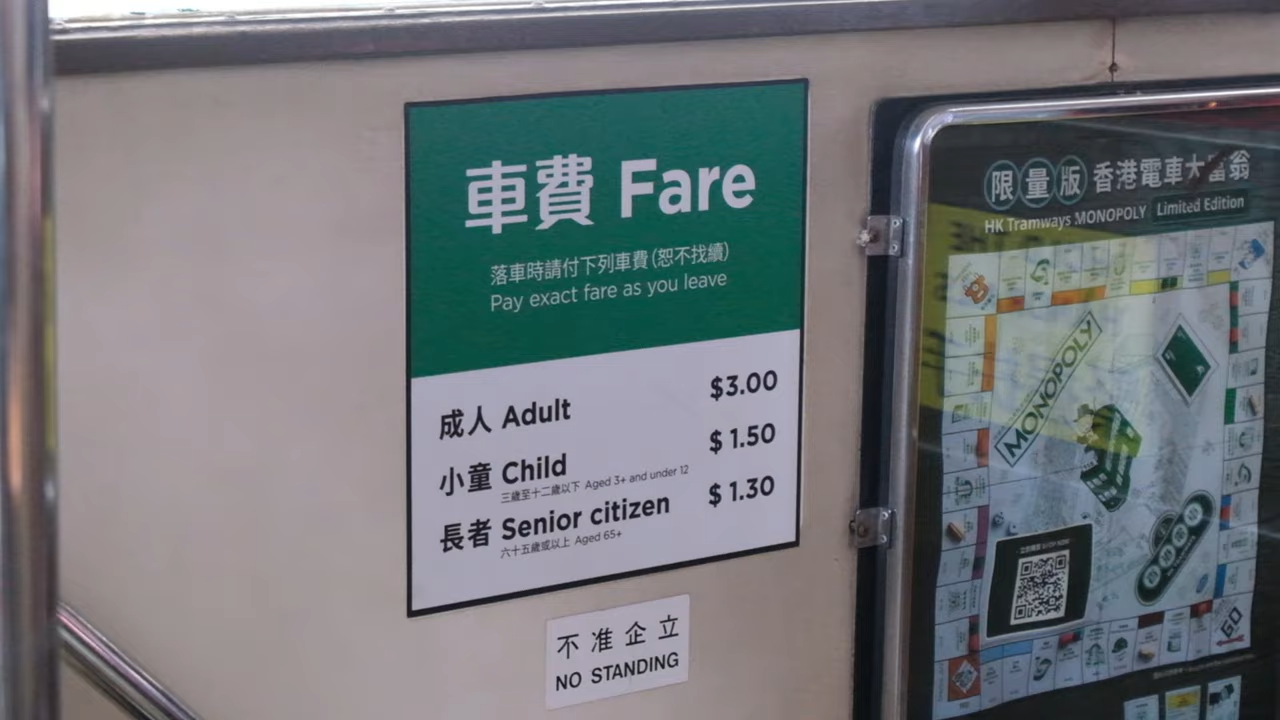 車費 Fare
落車時請付下列車費(恕不找續)
Pay exact fare as you leave
成人 Adult $3.00
小童 Child $1.50
三歲至十二歲以下 Aged 3+ and under 12
長者 Senior citizen $1.30
六十五歲或以上 Aged 65+
不准企立
NO STANDING
限量版 香港電車大富翁
HK Tramways MONOPOLY Limited Edition
MONOPOLY
GO